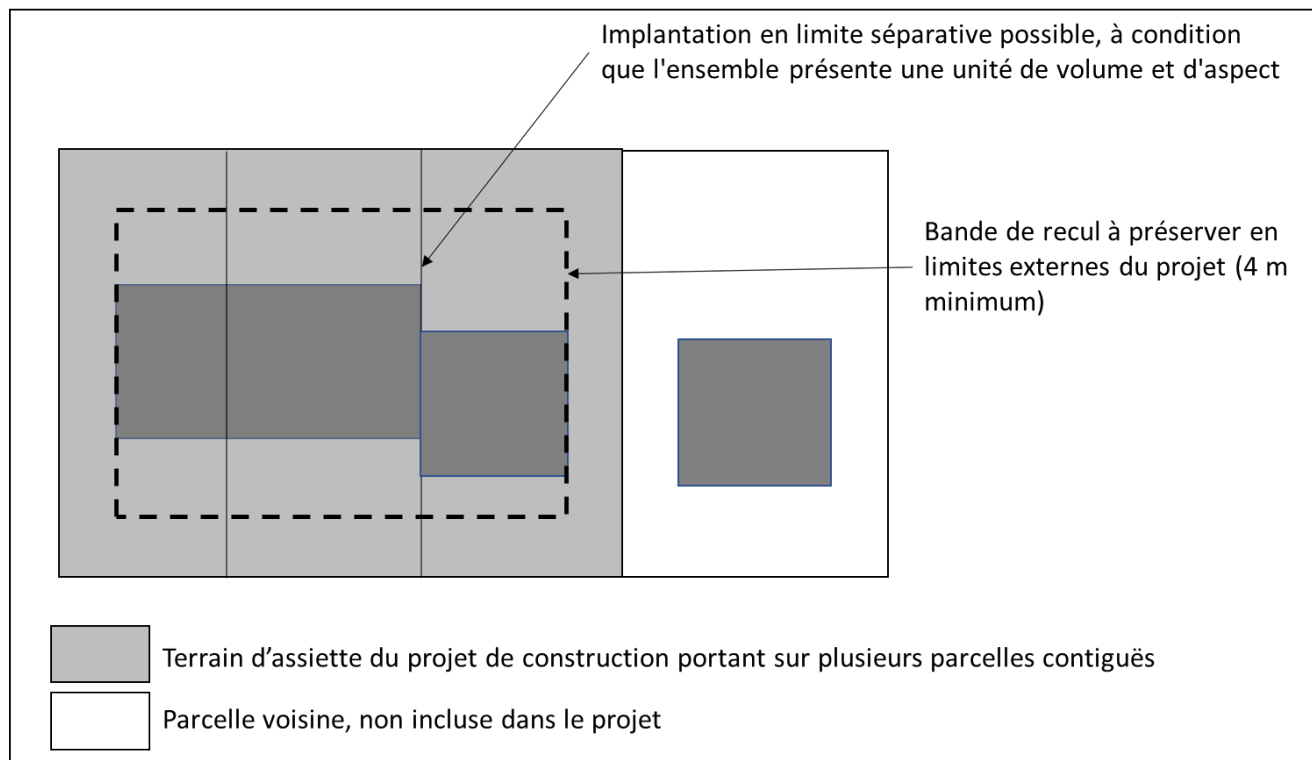 Implantation en limite séparative possible, à condition
que l'ensemble présente une unité de volume et d'aspect
Bande de recul à préserver en
limites externes du projet (4 m
minimum)
Terrain d’assiette du projet de construction portant sur plusieurs parcelles contiguës
Parcelle voisine, non incluse dans le projet